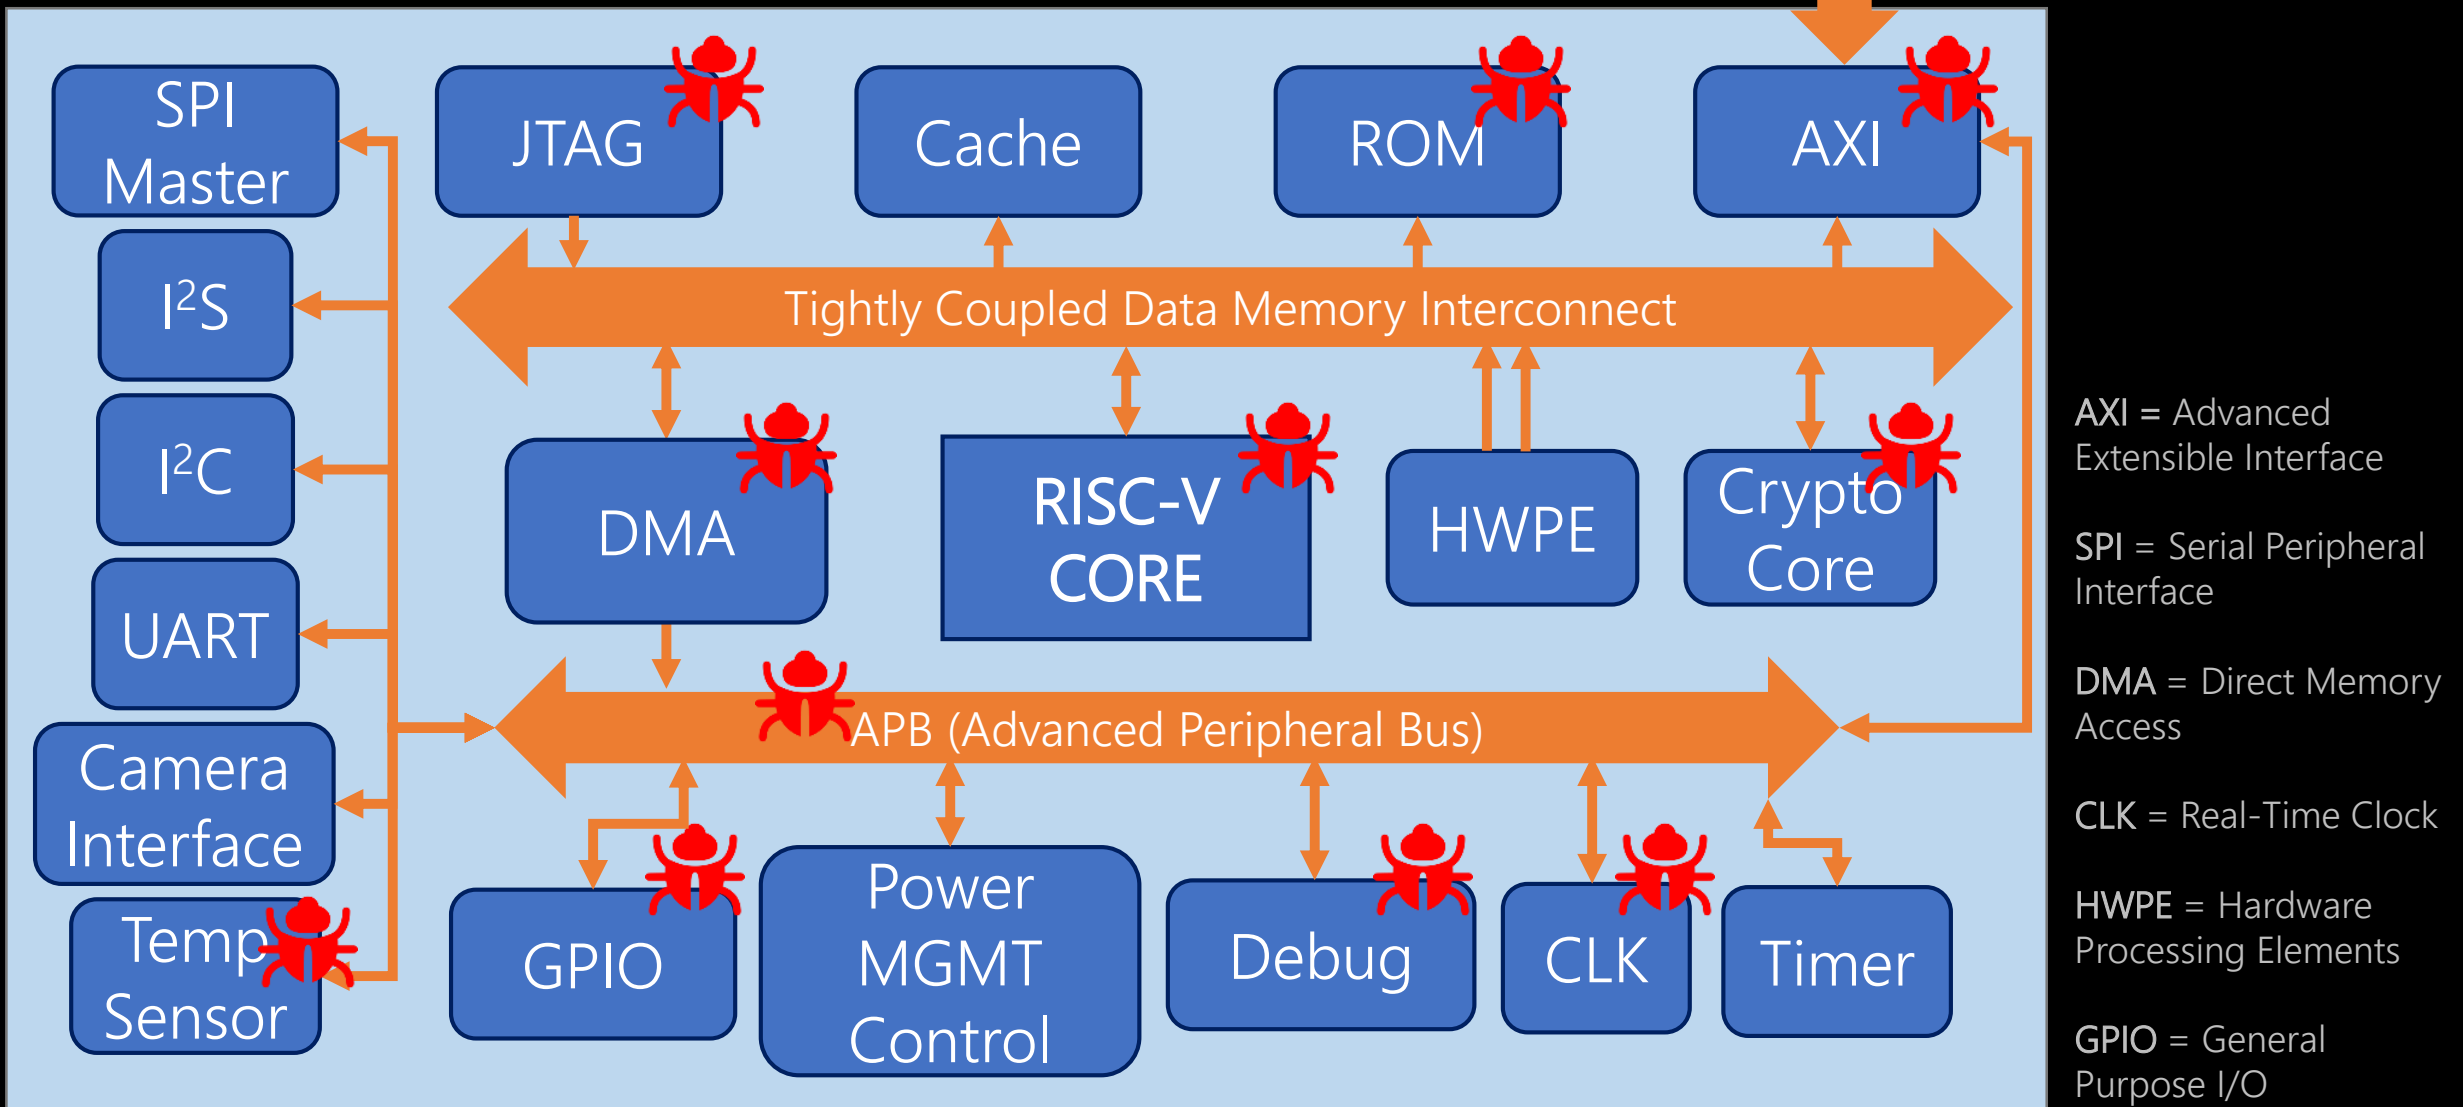 SPI
Master
JTAG
Cache
ROM
AXI
I²S
Tightly Coupled Data Memory Interconnect
I²C
DMA
RISC-V
CORE
HWPE
Crypto
Core
UART
APB (Advanced Peripheral Bus)
Camera
Interface
Temp
Sensor
GPIO
Power
MGMT
Control
Debug
CLK
Timer
AXI = Advanced
Extensible Interface
SPI = Serial Peripheral
Interface
DMA = Direct Memory
Access
CLK = Real-Time Clock
HWPE = Hardware
Processing Elements
GPIO = General
Purpose I/O